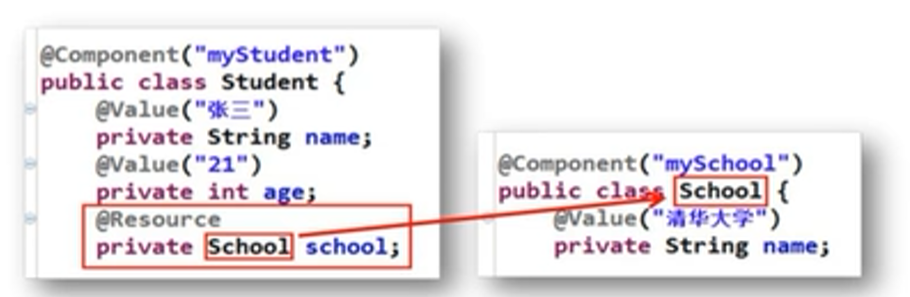 @Component("myStudent")
public class Student {
@Value("张三")
private String name;
@Value("21")
private int age;
@Resource
private School school;
@Component("mySchool")
public class School {
@Value("清华大学")
private String name;